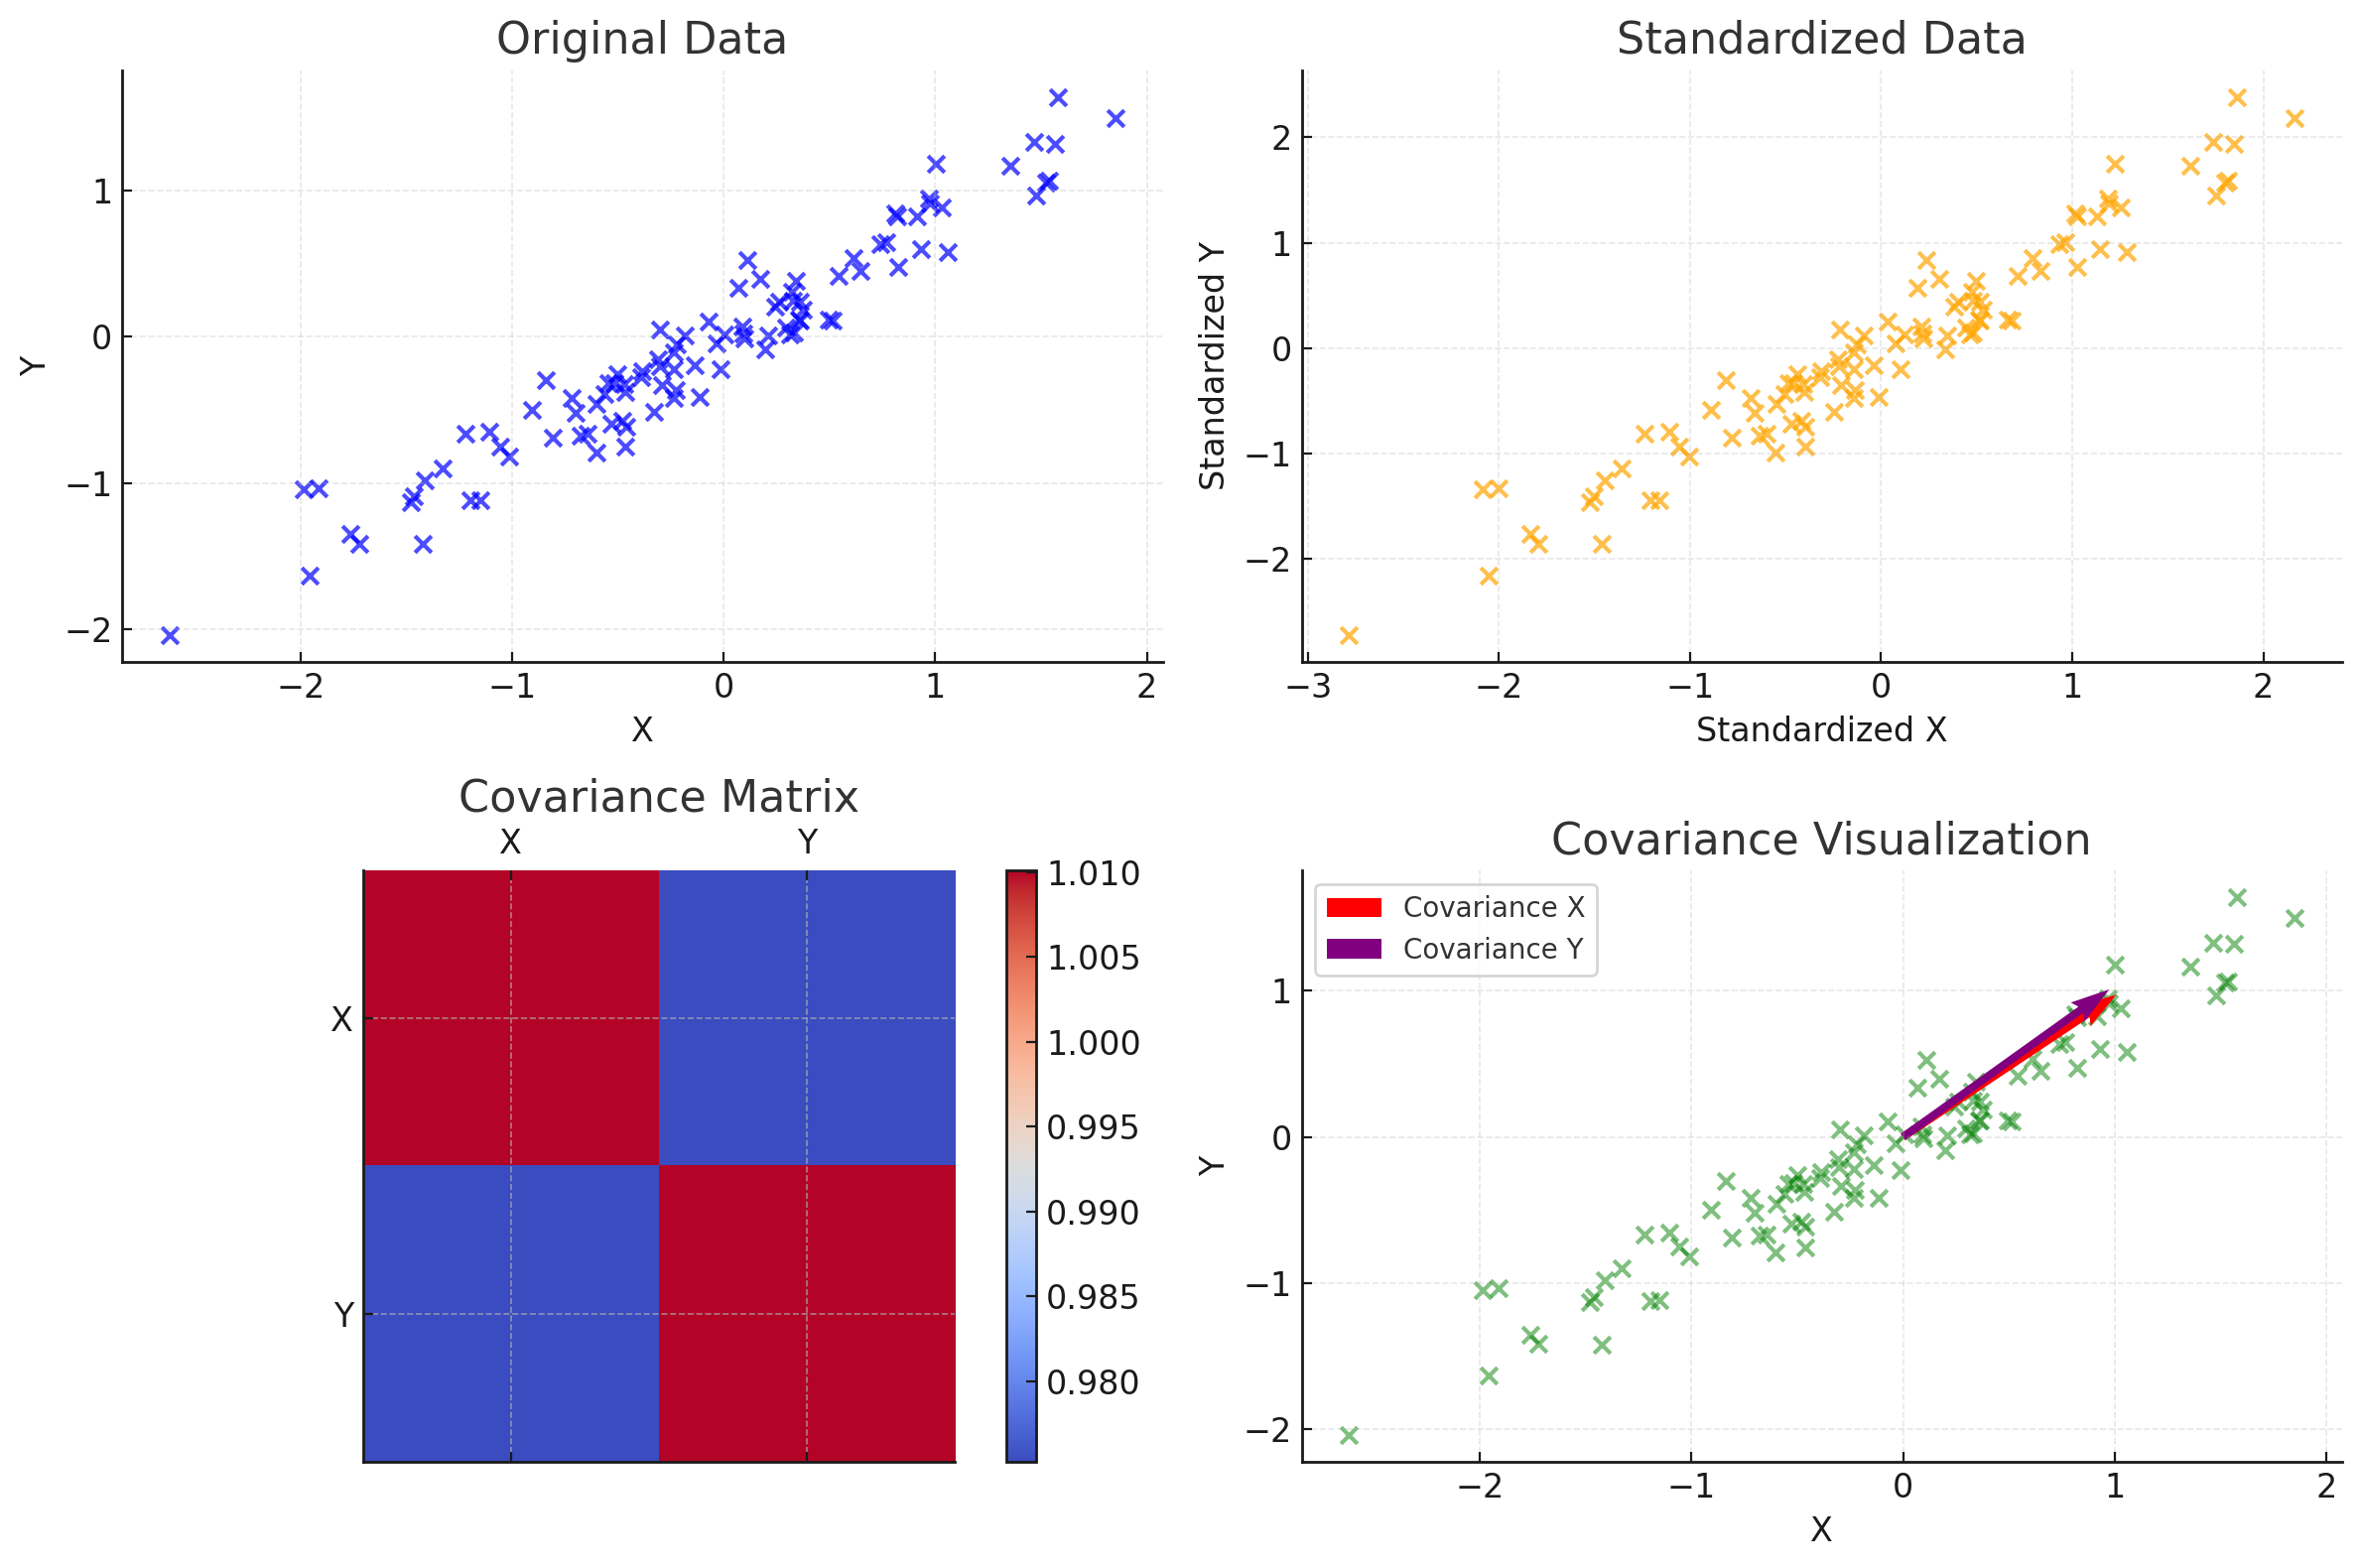 Original Data
Y
1
0
−1
−2
−2
−1
0
1
2
X
Standardized Data
Standardized Y
2
1
0
−1
−2
−3
−2
−1
0
1
2
Standardized X
Covariance Matrix
X
Y
X
Y
1.010
1.005
1.000
0.995
0.990
0.985
0.980
Covariance Visualization
Covariance X
Covariance Y
Y
1
0
−1
−2
−2
−1
0
1
2
X